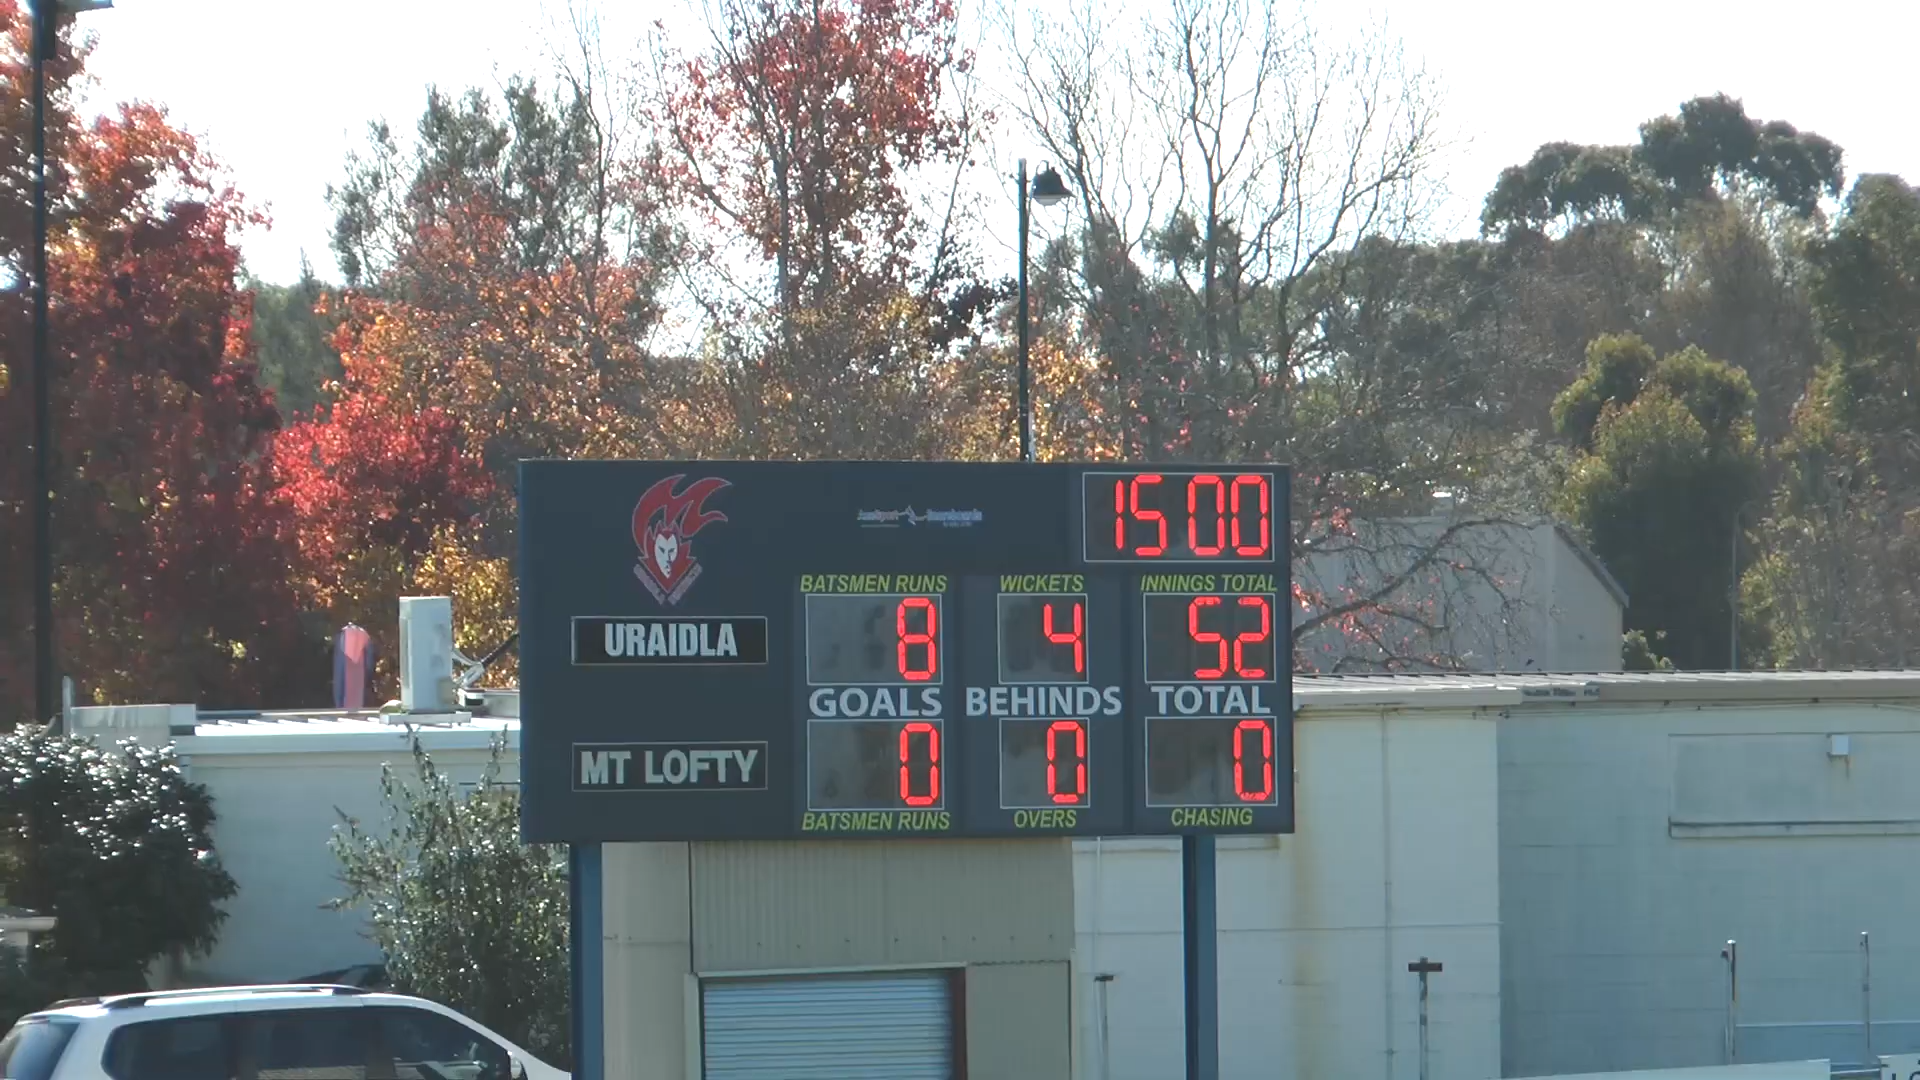 15 00
BATSMEN RUNS WICKETS INNINGS TOTAL
URAIDLA 8 4 52
GOALS BEHINDS TOTAL
MT LOFTY 0 0 0
BATSMEN RUNS OVERS CHASING